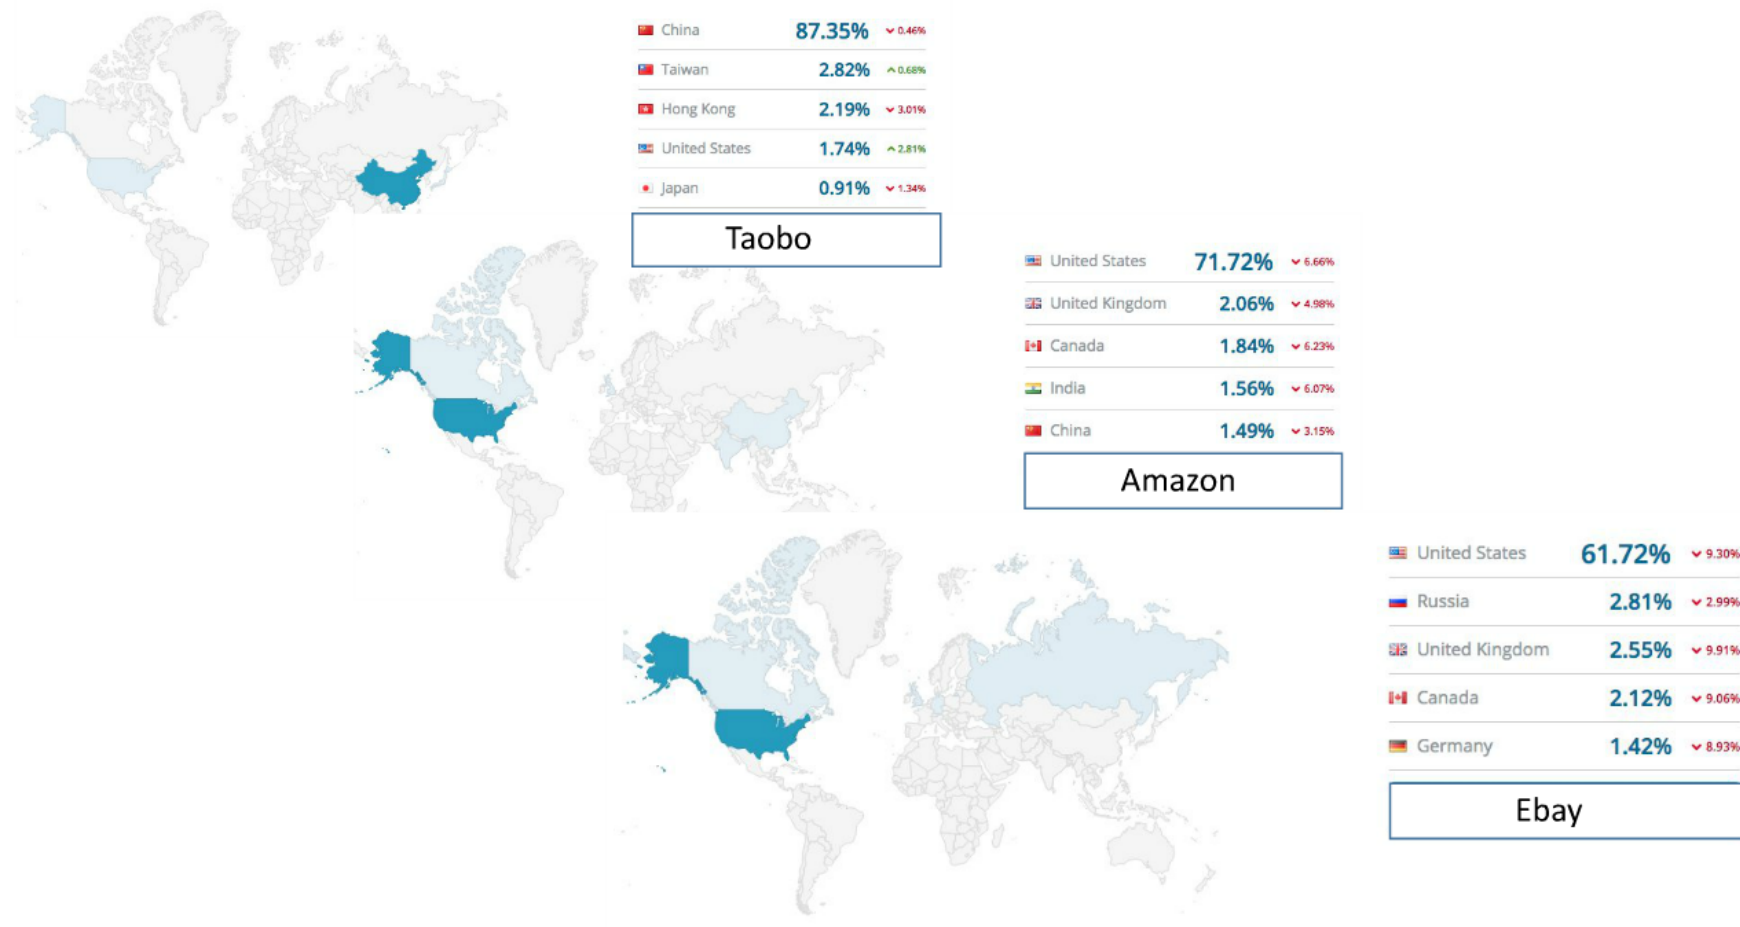 China 87.35% 0.46%
Taiwan 2.82% 0.68%
Hong Kong 2.19% 3.01%
United States 1.74% 2.81%
Japan 0.91% 1.34%
Taobo
United States 71.72% 6.66%
United Kingdom 2.06% 4.98%
Canada 1.84% 6.23%
India 1.56% 6.07%
China 1.49% 3.15%
Amazon
United States 61.72% 9.30%
Russia 2.81% 2.99%
United Kingdom 2.55% 9.91%
Canada 2.12% 9.06%
Germany 1.42% 8.93%
Ebay